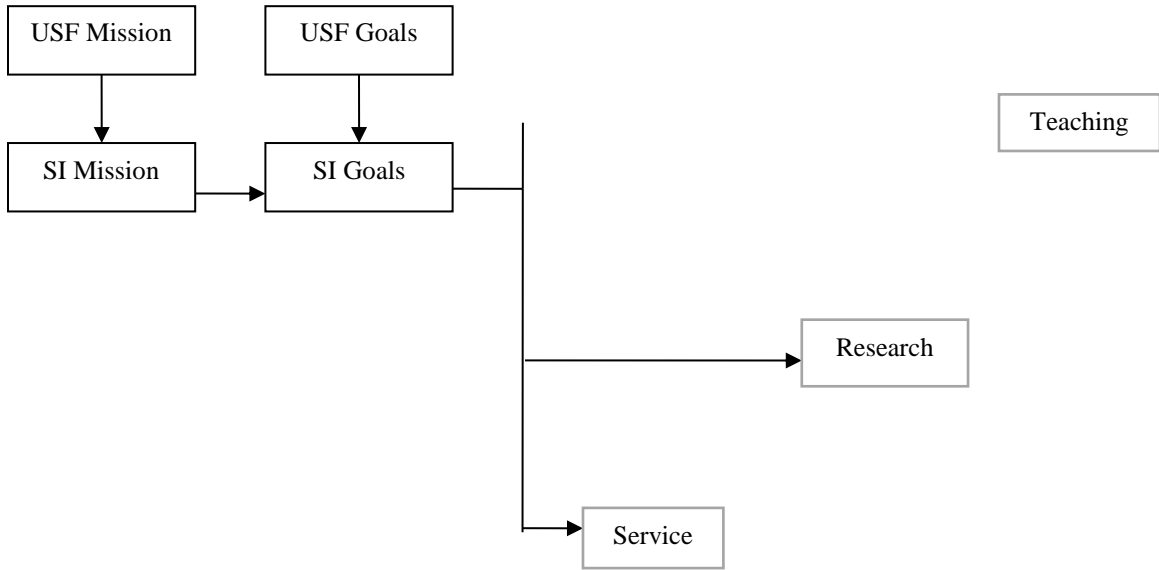 USF Mission
USF Goals
Teaching
SI Mission
SI Goals
Research
Service